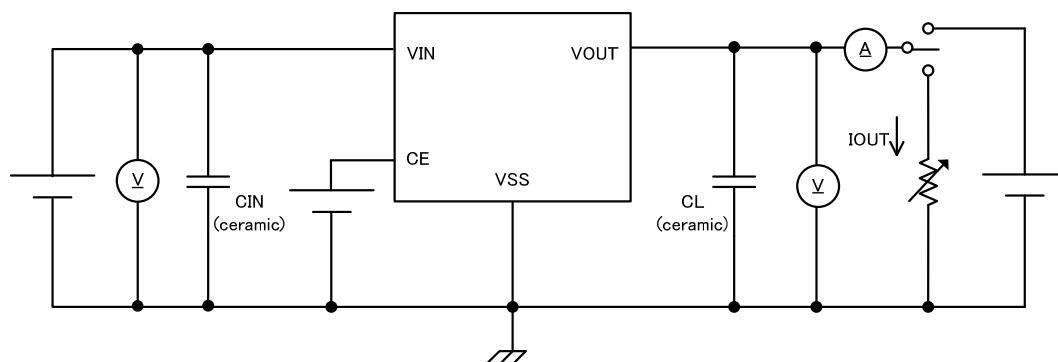 VIN
VOUT
A
CE
VSS
V
CIN
(ceramic)
CL
(ceramic)
V
IOUT